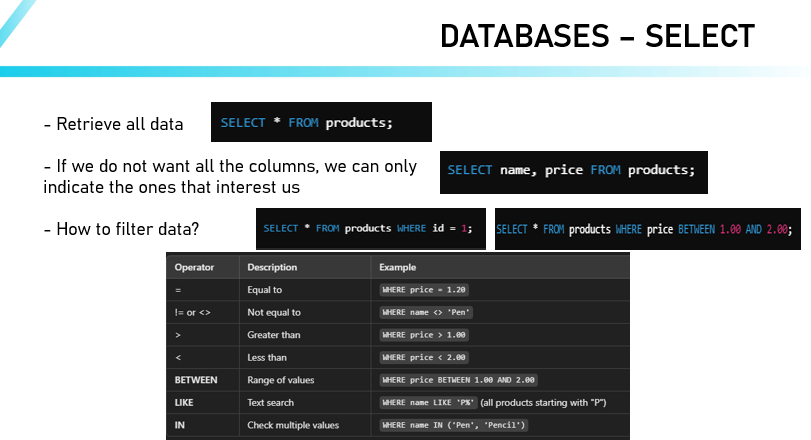 DATABASES – SELECT
- Retrieve all data
SELECT * FROM products;
- If we do not want all the columns, we can only
indicate the ones that interest us
SELECT name, price FROM products;
- How to filter data?
SELECT * FROM products WHERE id = 1;
SELECT * FROM products WHERE price BETWEEN 1.00 AND 2.00;
Operator Description Example
= Equal to WHERE price = 1.20
!= or <> Not equal to WHERE name <> 'Pen'
> Greater than WHERE price > 1.00
< Less than WHERE price < 2.00
BETWEEN Range of values WHERE price BETWEEN 1.00 AND 2.00
LIKE Text search WHERE name LIKE 'P%' (all products starting with "P")
IN Check multiple values WHERE name IN ('Pen', 'Pencil')